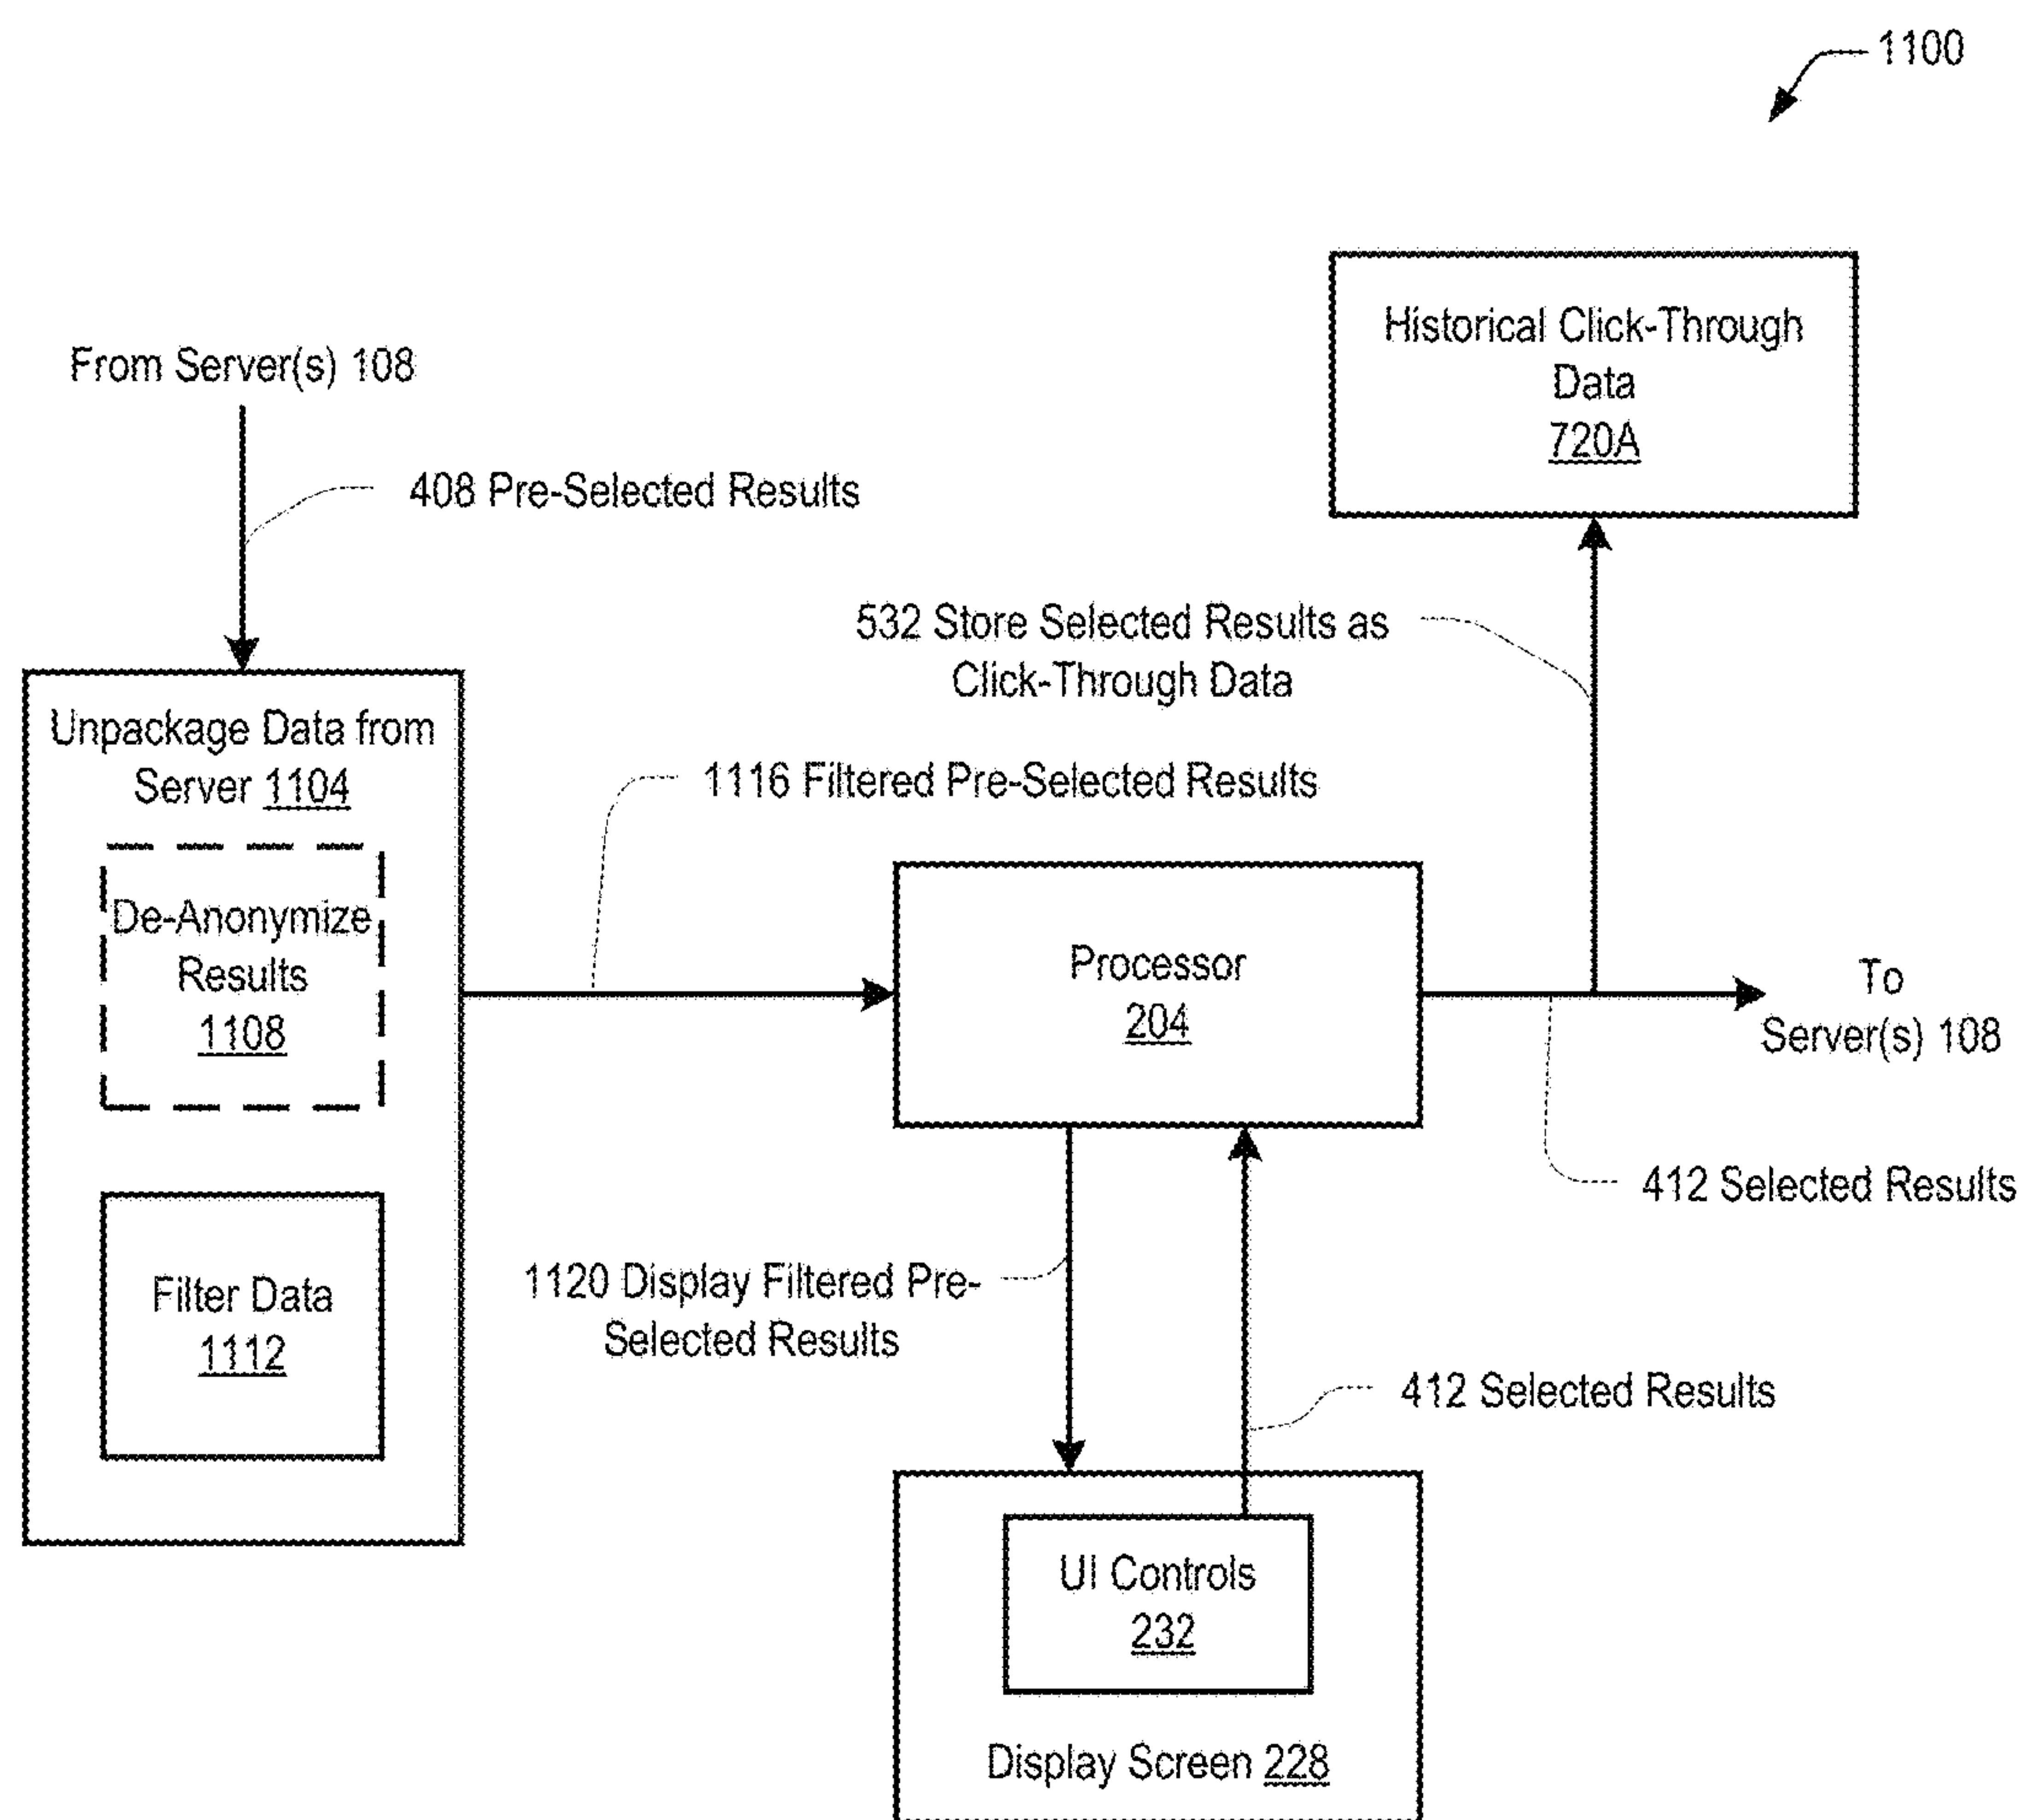 1100
Historical Click-Through
Data
720A
From Server(s) 108
408 Pre-Selected Results
532 Store Selected Results as
Click-Through Data
Unpackage Data from
Server 1104
1116 Filtered Pre-Selected Results
De-Anonymize
Results
1108
Processor
204
To
Server(s) 108
412 Selected Results
Filter Data
1112
1120 Display Filtered Pre-
Selected Results
412 Selected Results
UI Controls
232
Display Screen 228